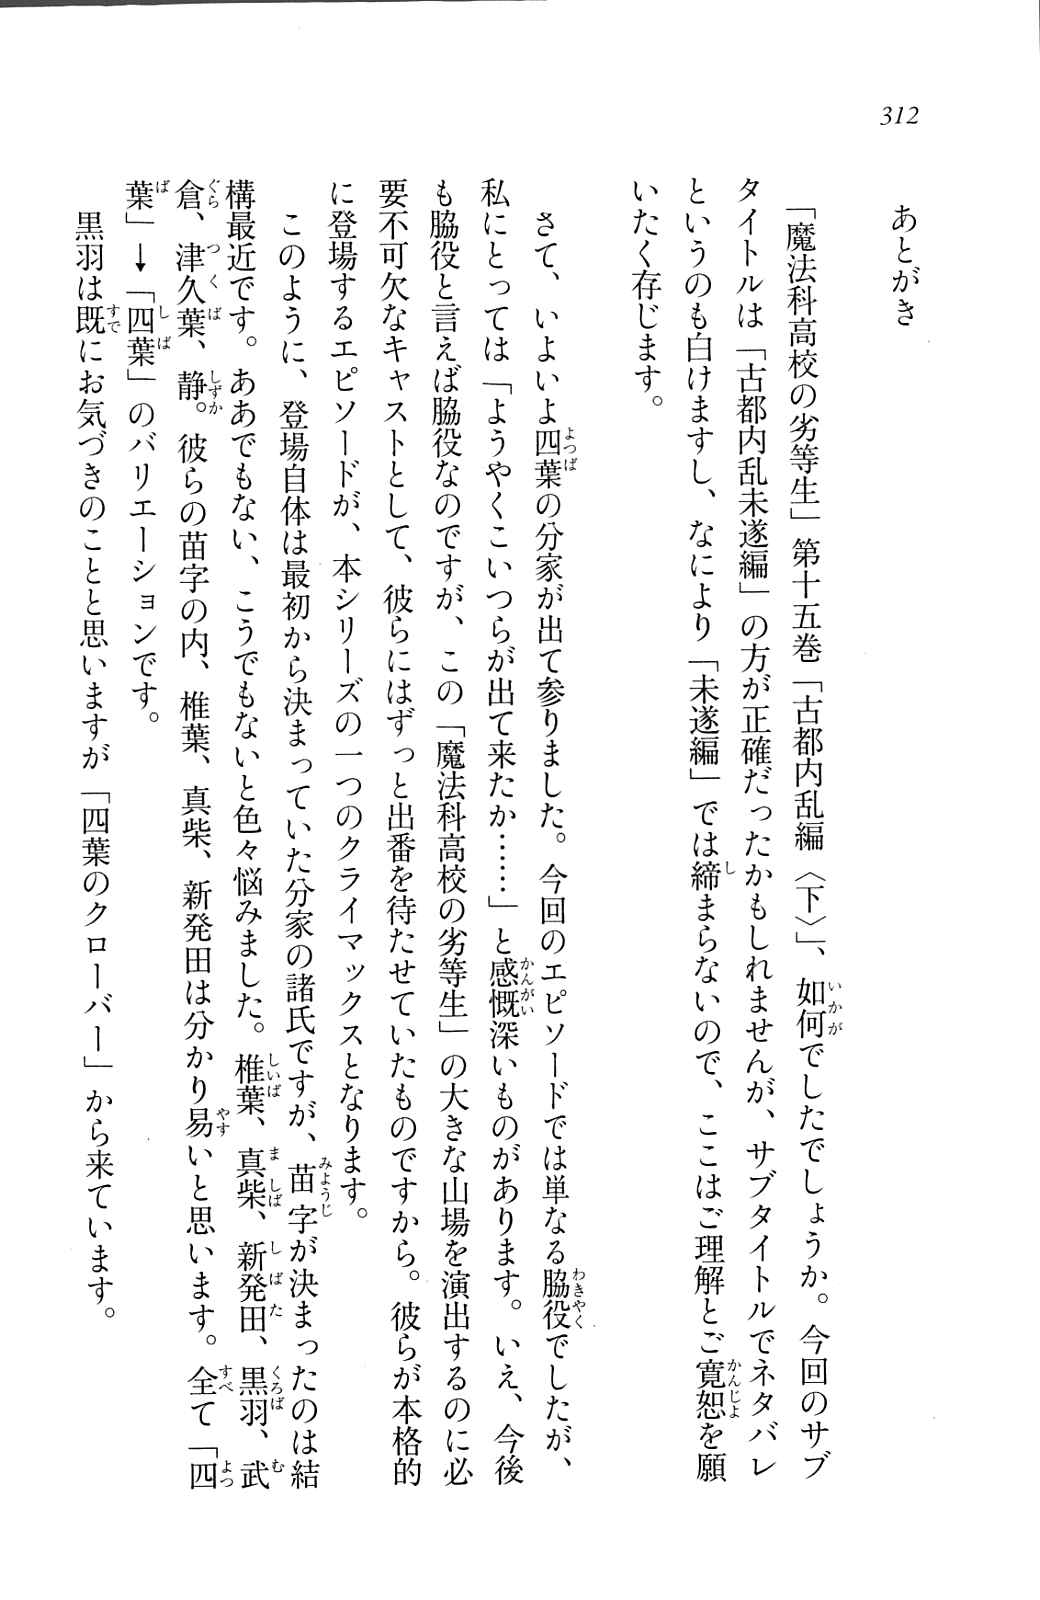 312
あとがき
「魔法科高校の劣等生」第十五巻「古都内乱編〈下〉」、如何でしたでしょうか。今回のサブ
タイトルは「古都内乱未遂編」の方が正確だったかもしれませんが、サブタイトルでネタバレ
というのも白けますし、なにより「未遂編」では締まらないので、ここはご理解とご寛恕を願
いたく存じます。
さて、いよいよ四葉の分家が出て参りました。今回のエピソードでは単なる脇役でしたが、
私にとっては「ようやくこいつらが出て来たか……」と感慨深いものがあります。いえ、今後
も脇役と言えば脇役なのですが、この「魔法科高校の劣等生」の大きな山場を演出するのに必
要不可欠なキャストとして、彼らにはずっと出番を待たせていたものですから。彼らが本格的
に登場するエピソードが、本シリーズの一つのクライマックスとなります。
このように、登場自体は最初から決まっていた分家の諸氏ですが、苗字が決まったのは結
構最近です。ああでもない、こうでもないと色々悩みました。椎葉、真柴、新発田、黒羽、武
倉、津久葉、静。彼らの苗字の内、椎葉、真柴、新発田は分かり易いと思います。全て「四
葉」→「四葉」のバリエーションです。
黒羽は既にお気づきのことと思いますが「四葉のクローバー」から来ています。